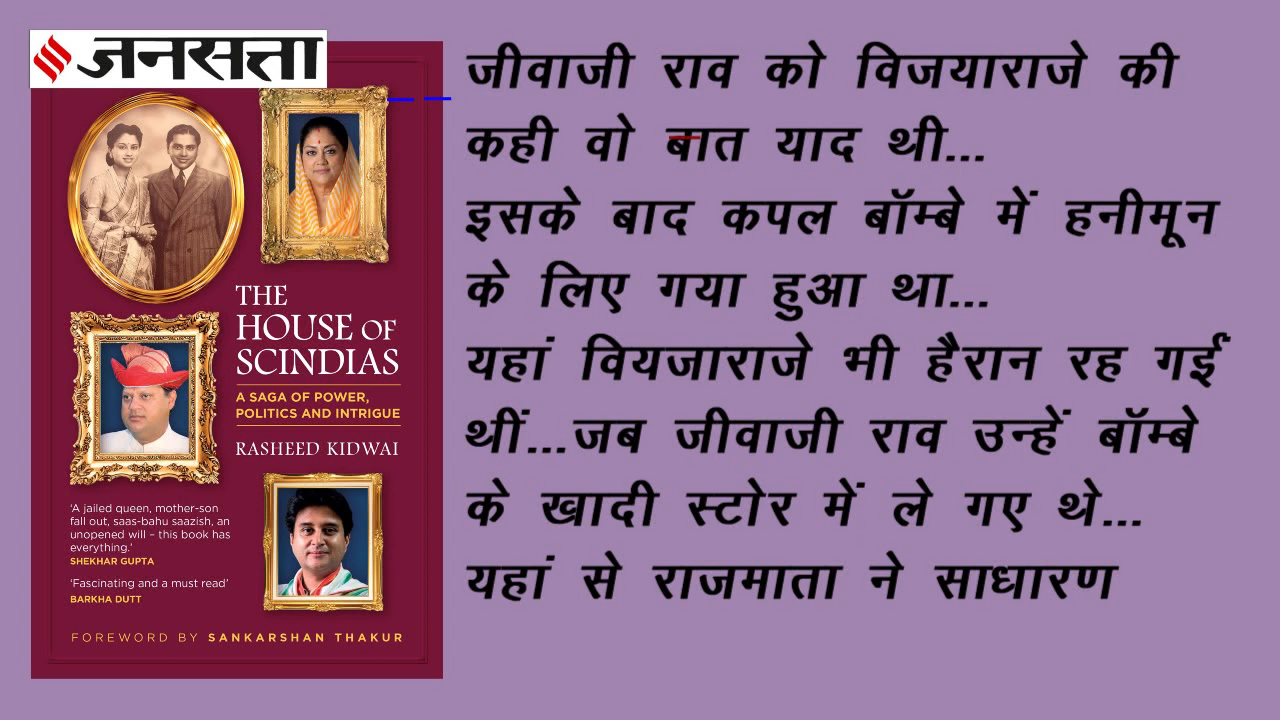 जनसत्ता
THE
HOUSE OF
SCINDIAS
A SAGA OF POWER,
POLITICS AND INTRIGUE
RASHEED KIDWAI
'A jailed queen, mother-son
fall out, saas-bahu saazish, an
unopened will – this book has
everything.'
SHEKHAR GUPTA
'Fascinating and a must read'
BARKHA DUTT
FOREWORD BY SANKARSHAN THAKUR
जीवाजी राव को विजयाराजे की
कही वो बात याद थी...
इसके बाद कपल बॉम्बे में हनीमून
के लिए गया हुआ था...
यहां वियजाराजे भी हैरान रह गईं
थीं...जब जीवाजी राव उन्हें बॉम्बे
के खादी स्टोर में ले गए थे...
यहां से राजमाता ने साधारण